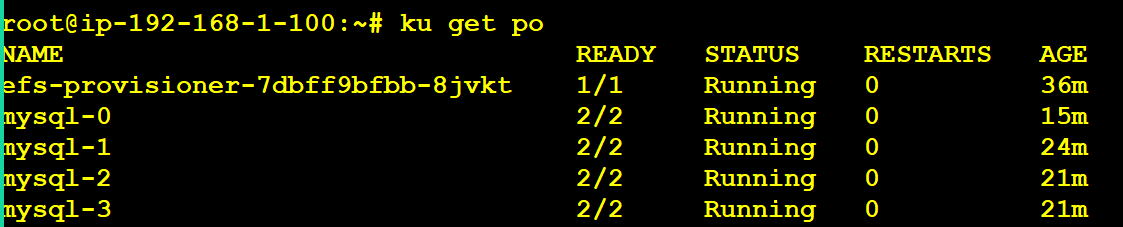 root@ip-192-168-1-100:~# ku get po
NAME READY STATUS RESTARTS AGE
efs-provisioner-7dbff9bfbb-8jvkt 1/1 Running 0 36m
mysql-0 2/2 Running 0 15m
mysql-1 2/2 Running 0 24m
mysql-2 2/2 Running 0 21m
mysql-3 2/2 Running 0 21m